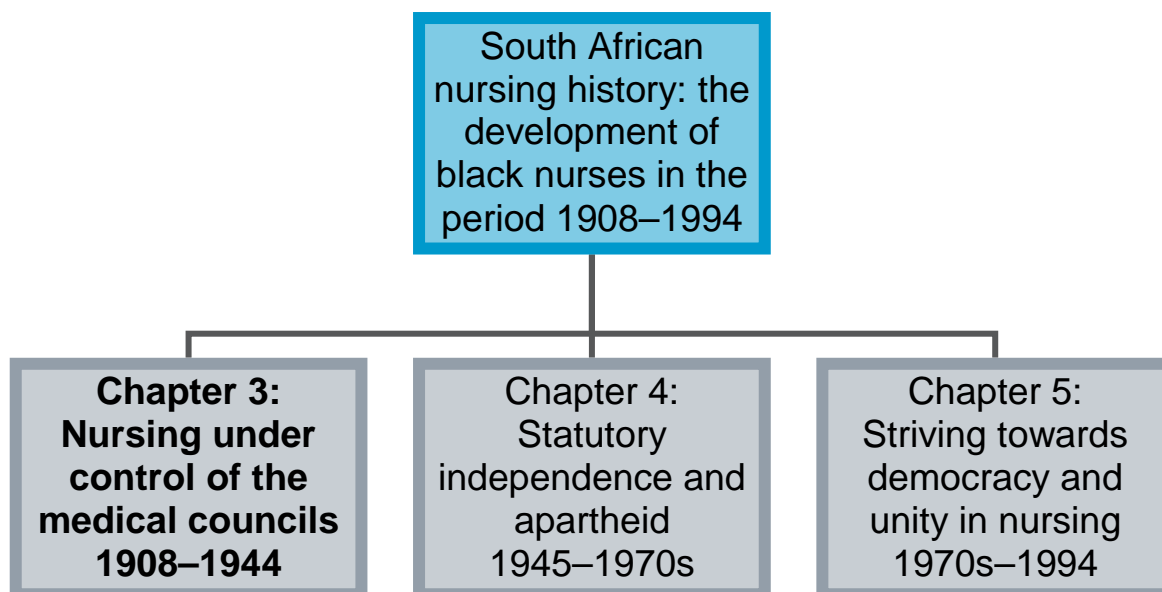 South African
nursing history: the
development of
black nurses in the
period 1908–1994
Chapter 3:
Nursing under
control of the
medical councils
1908–1944
Chapter 4:
Statutory
independence and
apartheid
1945–1970s
Chapter 5:
Striving towards
democracy and
unity in nursing
1970s–1994